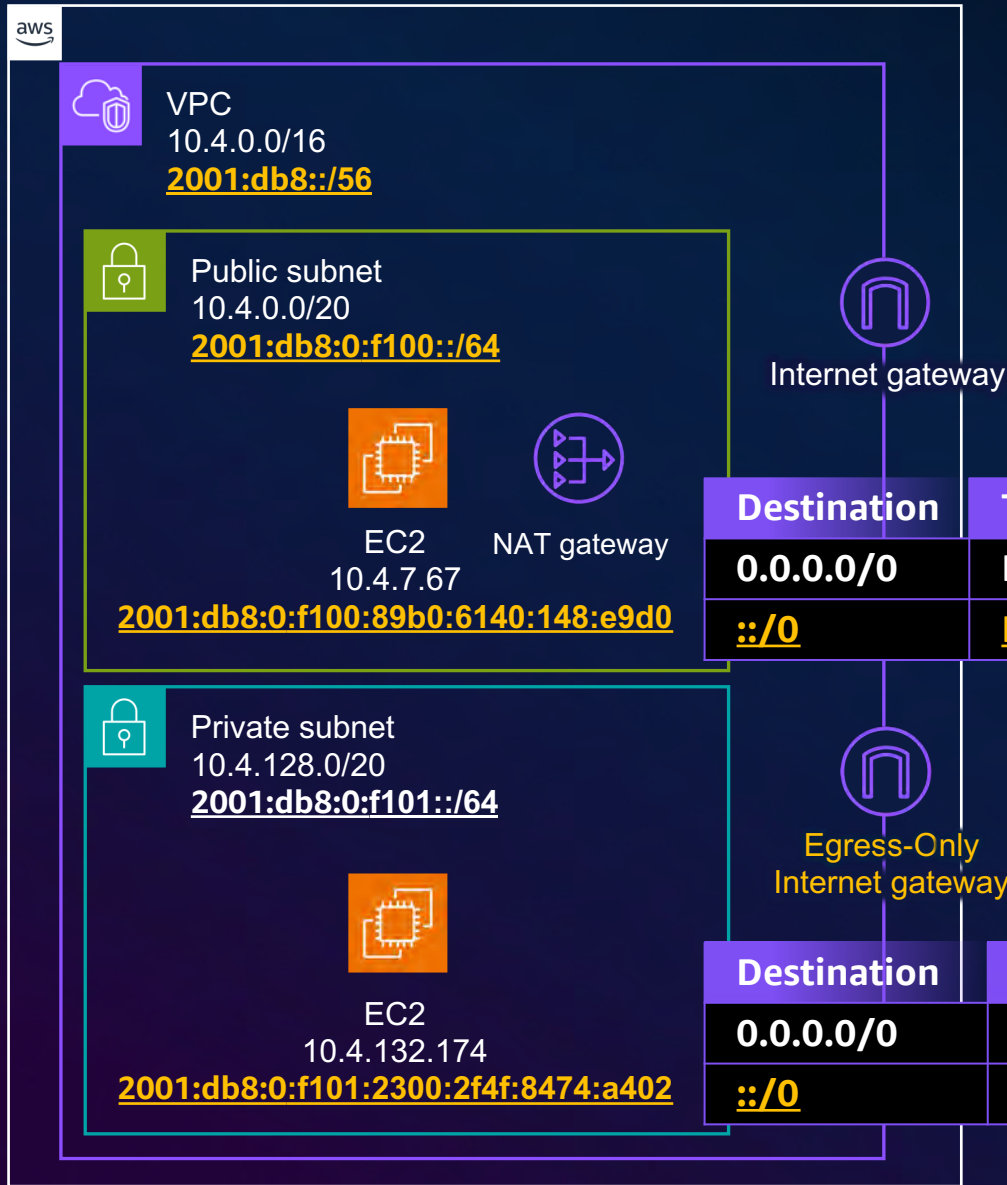 aws
VPC
10.4.0.0/16
2001:db8::/56
Public subnet
10.4.0.0/20
2001:db8:0:f100::/64
Internet gateway
EC2
10.4.7.67
2001:db8:0:f100:89b0:6140:148:e9d0
NAT gateway
Destination
0.0.0.0/0
::/0
Private subnet
10.4.128.0/20
2001:db8:0:f101::/64
Egress-Only
Internet gateway
EC2
10.4.132.174
2001:db8:0:f101:2300:2f4f:8474:a402
Destination
0.0.0.0/0
::/0